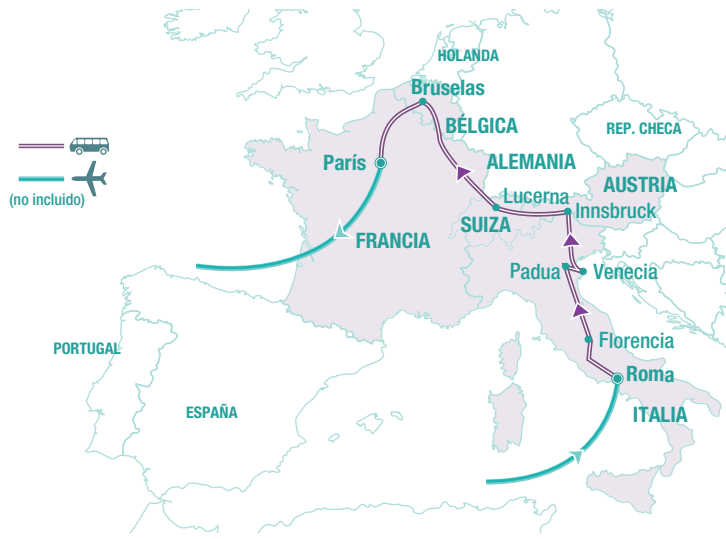 HOLANDA
Bruselas
BÉLGICA
REP. CHECA
París
ALEMANIA
AUSTRIA
(no incluido)
Lucerna
Innsbruck
SUIZA
FRANCIA
Padua
Venecia
Florencia
PORTUGAL
Roma
ESPAÑA
ITALIA